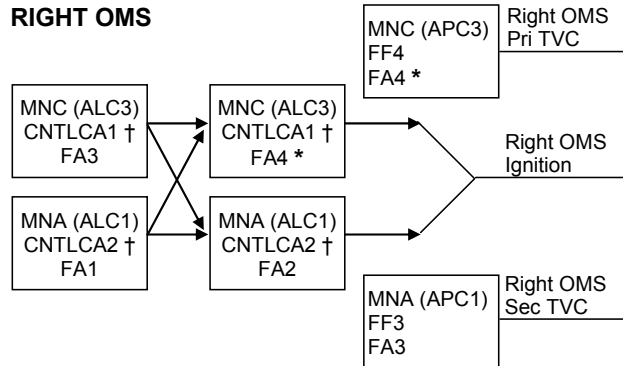 RIGHT OMS
MNC (APC3)
FF4
FA4 *
Right OMS
Pri TVC
MNC (ALC3)
CNTLCA1 †
FA3
MNC (ALC3)
CNTLCA1 †
FA4 *
Right OMS
Ignition
MNA (ALC1)
CNTLCA2 †
FA1
MNA (ALC1)
CNTLCA2 †
FA2
MNA (APC1)
FF3
FA3
Right OMS
Sec TVC